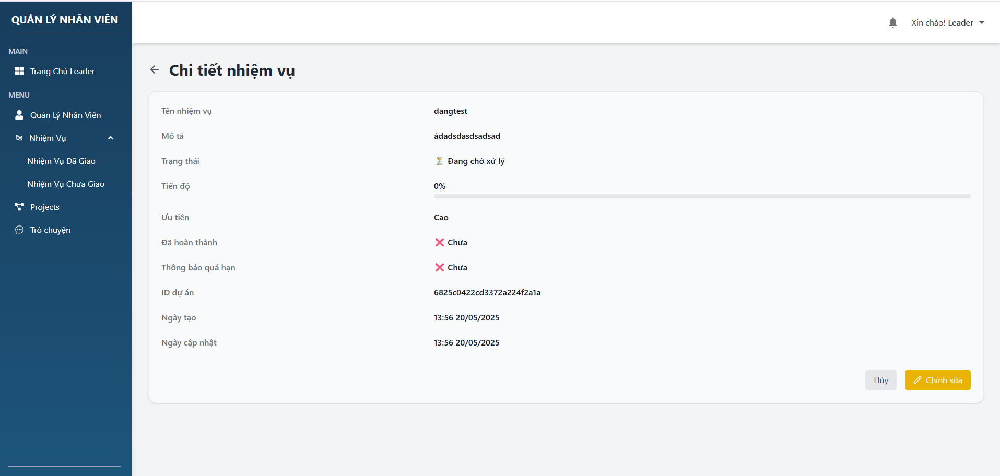 QUẢN LÝ NHÂN VIÊN
MAIN
Trang Chủ Leader
MENU
Quản Lý Nhân Viên
Nhiệm Vụ
Nhiệm Vụ Đã Giao
Nhiệm Vụ Chưa Giao
Projects
Trò chuyện
Xin chào! Leader
Chi tiết nhiệm vụ
Tên nhiệm vụ dangtest
Mô tả ádadsdasdsadsad
Trạng thái ⏳ Đang chờ xử lý
Tiến độ 0%
Ưu tiên Cao
Đã hoàn thành ❌ Chưa
Thông báo quá hạn ❌ Chưa
ID dự án 6825c0422cd3372a224f2a1a
Ngày tạo 13:56 20/05/2025
Ngày cập nhật 13:56 20/05/2025
Hủy Chỉnh sửa